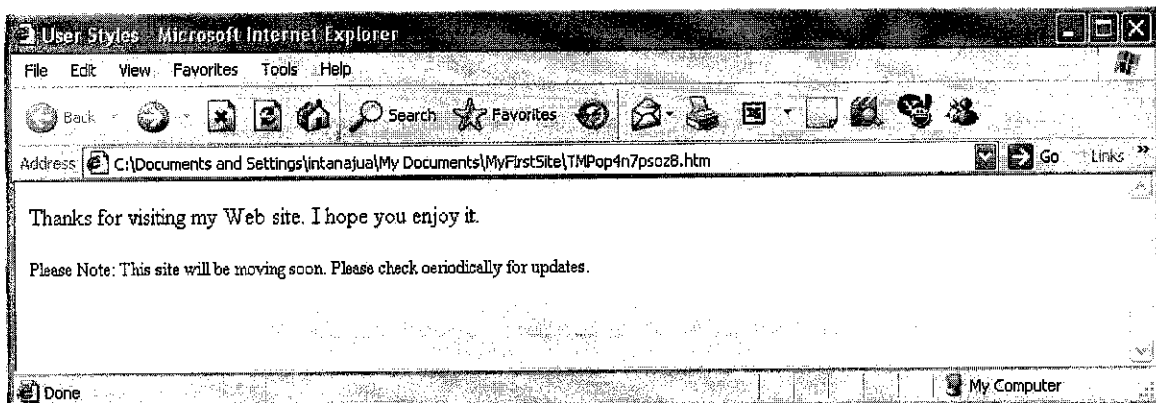 User Styles - Microsoft Internet Explorer
File Edit View Favorites Tools Help
Back Search Favorites
Address C:\Documents and Settings\intanajua\My Documents\MyFirstSite\TMPop4n7psoz8.htm Go Links »
Thanks for visiting my Web site. I hope you enjoy it.
Please Note: This site will be moving soon. Please check oeriodically for updates.
Done My Computer